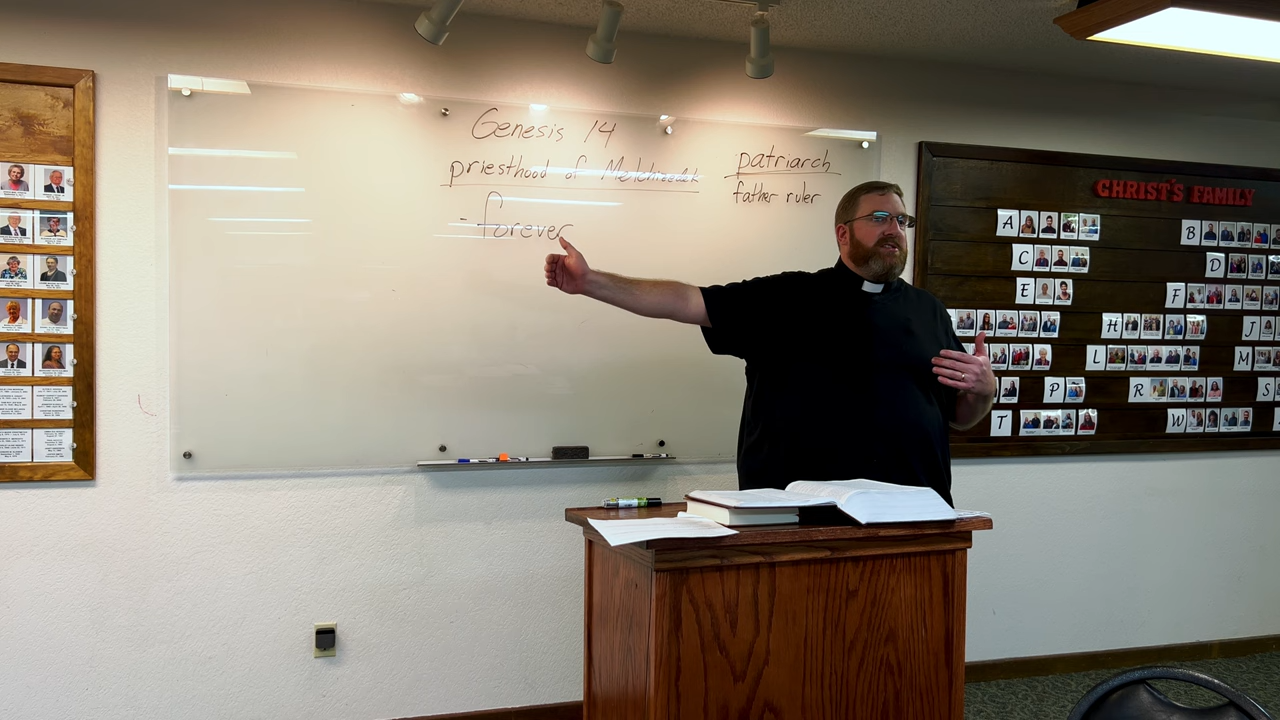 Genesis 14
priesthood of Melchizedek
- forever
patriarch
father ruler
CHRIST'S FAMILY
A
B
C
D
E
F
H
J
L
M
P
R
S
T
W